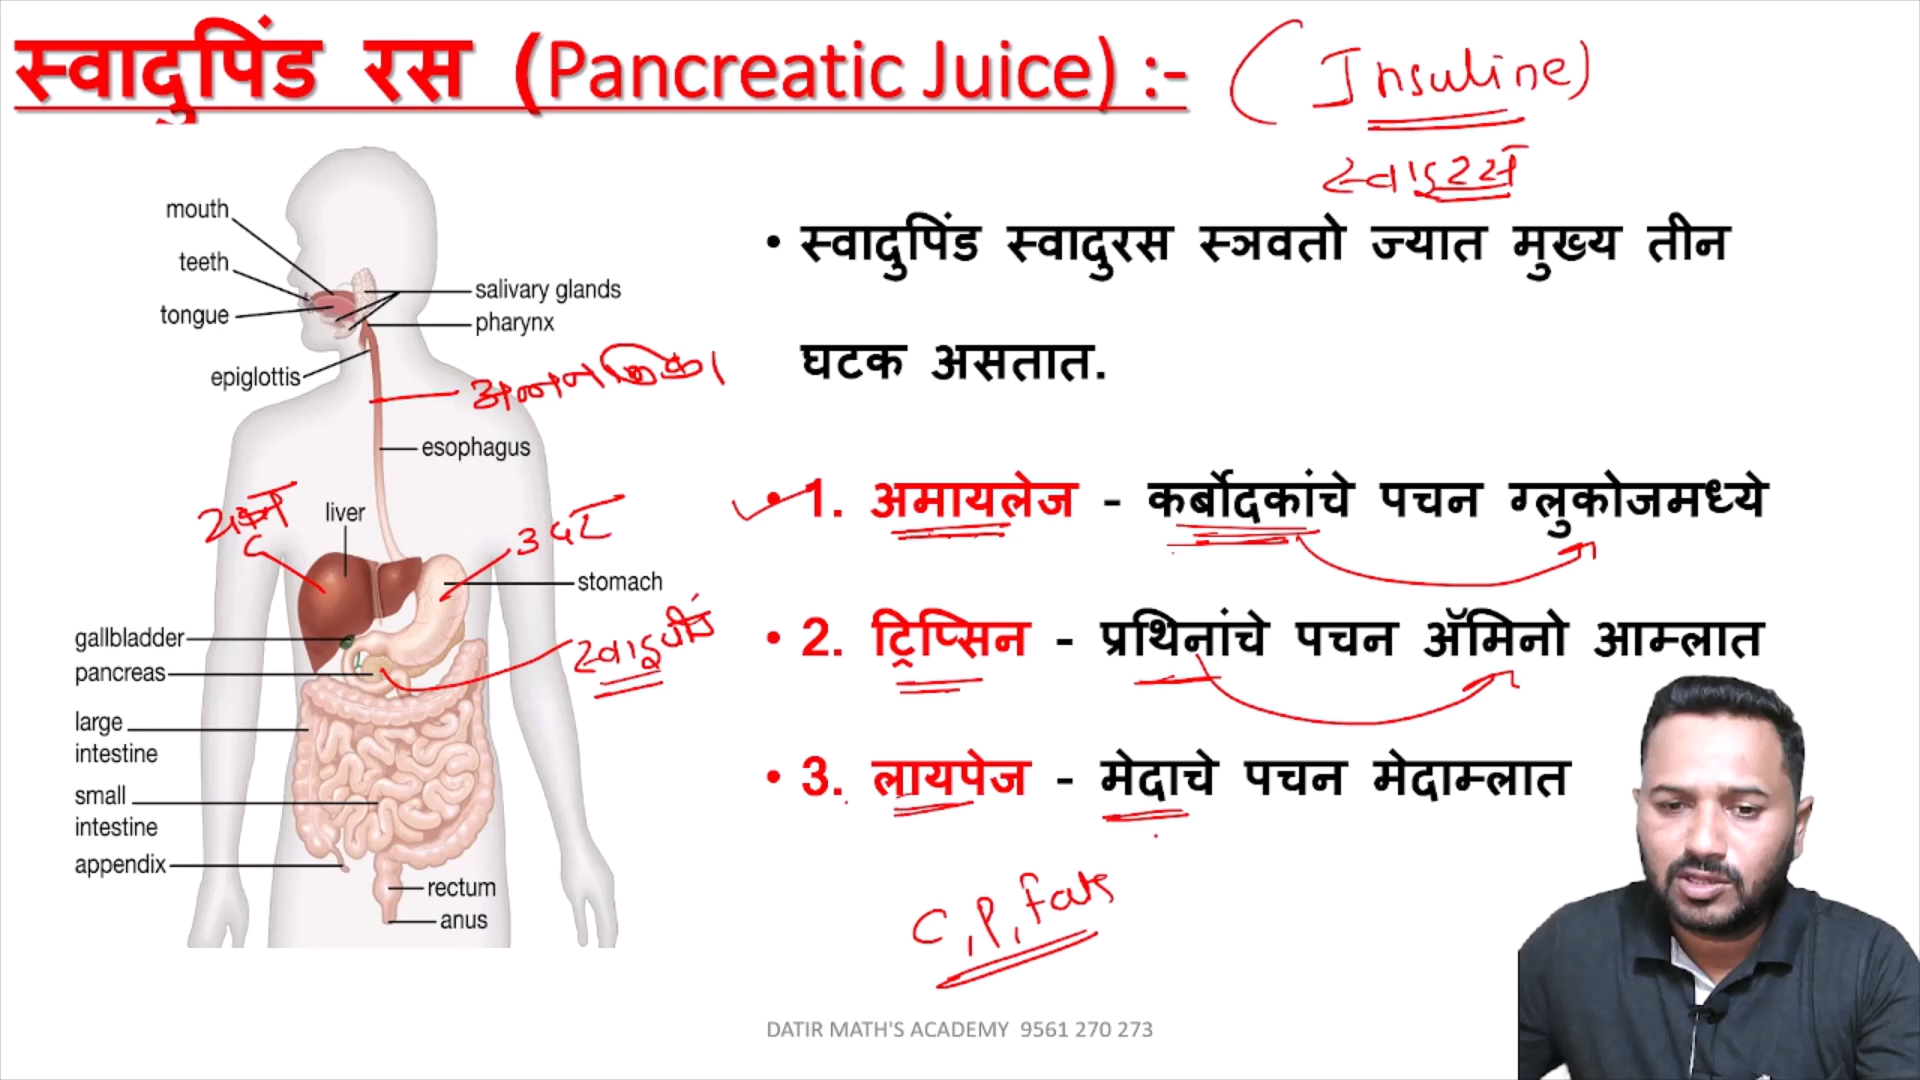 स्वादुपिंड रस (Pancreatic Juice) :-
(Insuline)
स्वादुरस
mouth
teeth
tongue
epiglottis
salivary glands
pharynx
अन्ननलिका
esophagus
यकृत
liver
उदर
stomach
gallbladder
pancreas
स्वादुपिंड
large
intestine
small
intestine
appendix
rectum
anus
• स्वादुपिंड स्वादुरस स्त्रवतो ज्यात मुख्य तीन
घटक असतात.
• 1. अमायलेज - कर्बोदकांचे पचन ग्लुकोजमध्ये
• 2. ट्रिप्सिन - प्रथिनांचे पचन ॲमिनो आम्लात
• 3. लायपेज - मेदाचे पचन मेदाम्लात
C, P, Fats
DATIR MATH'S ACADEMY 9561 270 273